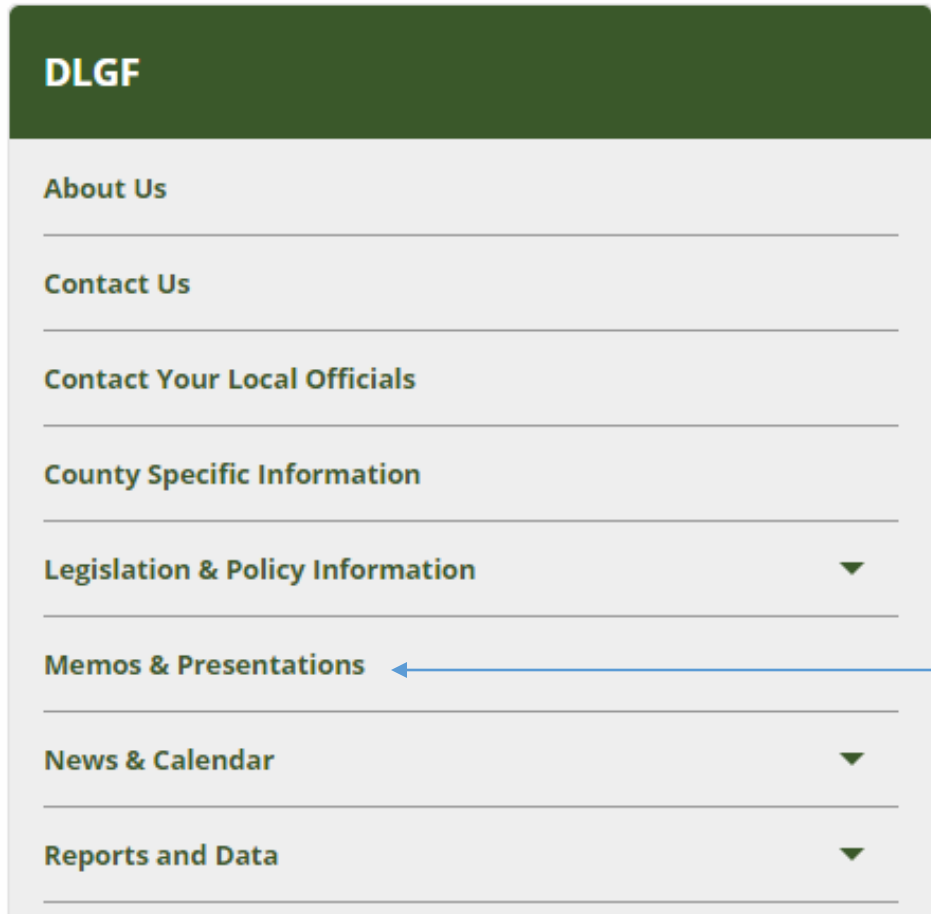 DLGF
About Us
Contact Us
Contact Your Local Officials
County Specific Information
Legislation & Policy Information
Memos & Presentations
News & Calendar
Reports and Data